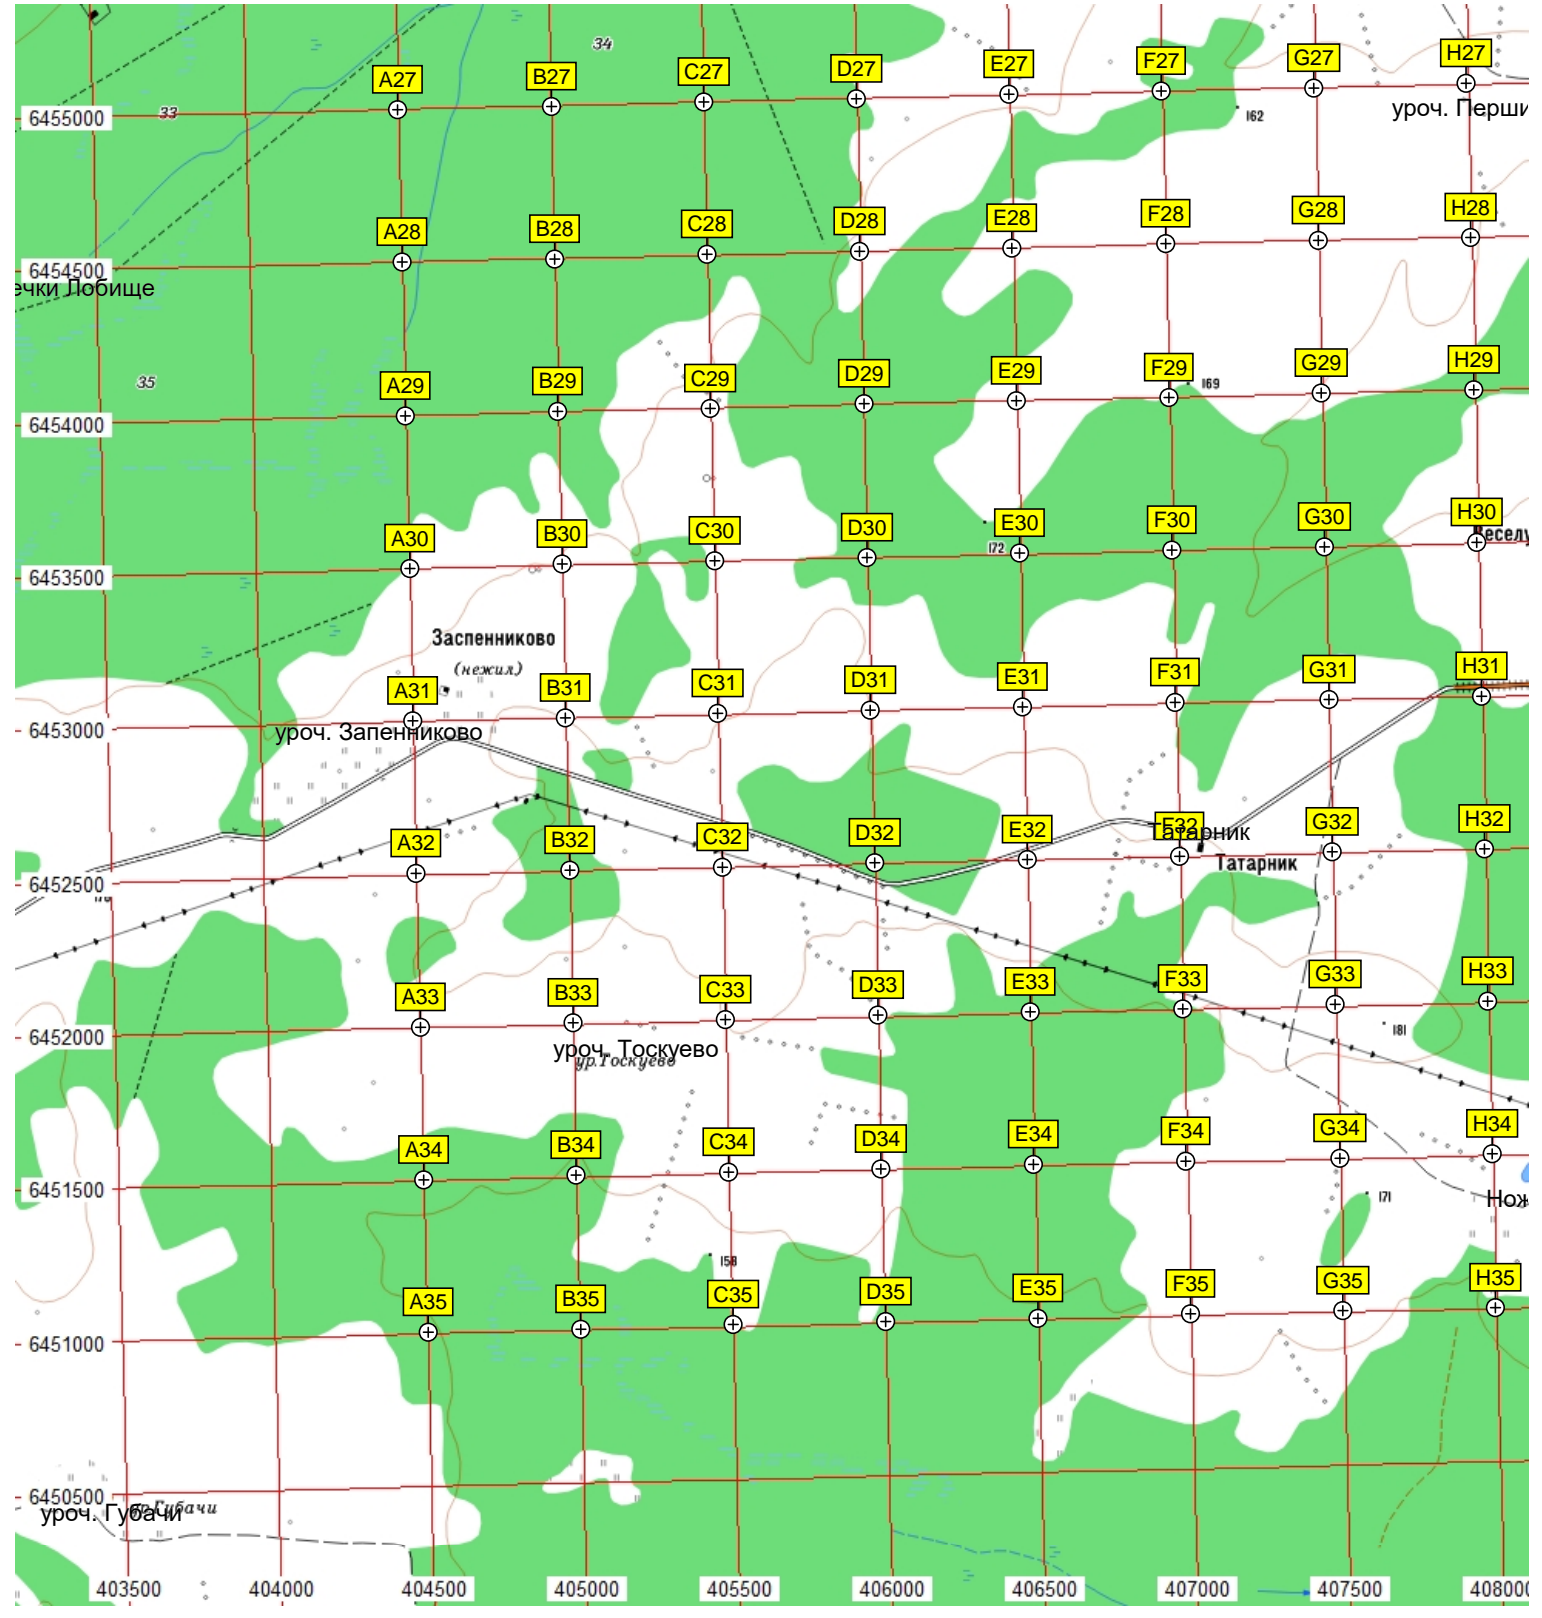 34
A27 B27 C27 D27 E27 F27 G27 H27
33
6455000
162
уроч. Перши
A28 B28 C28 D28 E28 F28 G28 H28
6454500
ечки Лобище
35
A29 B29 C29 D29 E29 F29 G29 H29
169
6454000
A30 B30 C30 D30 E30 F30 G30 H30
172
еселу
6453500
Заспенниково
(нежил.)
A31 B31 C31 D31 E31 F31 G31 H31
6453000
уроч. Запенниково
A32 B32 C32 D32 E32 F32 G32 H32
Татарник
Татарник
6452500
A33 B33 C33 D33 E33 F33 G33 H33
181
6452000
уроч. Тоскуево
ур.Тоскуево
A34 B34 C34 D34 E34 F34 G34 H34
6451500
171
Нож
158
A35 B35 C35 D35 E35 F35 G35 H35
6451000
6450500
ур.Губачи
уроч. Губачи
403500 404000 404500 405000 405500 406000 406500 407000 407500 408000